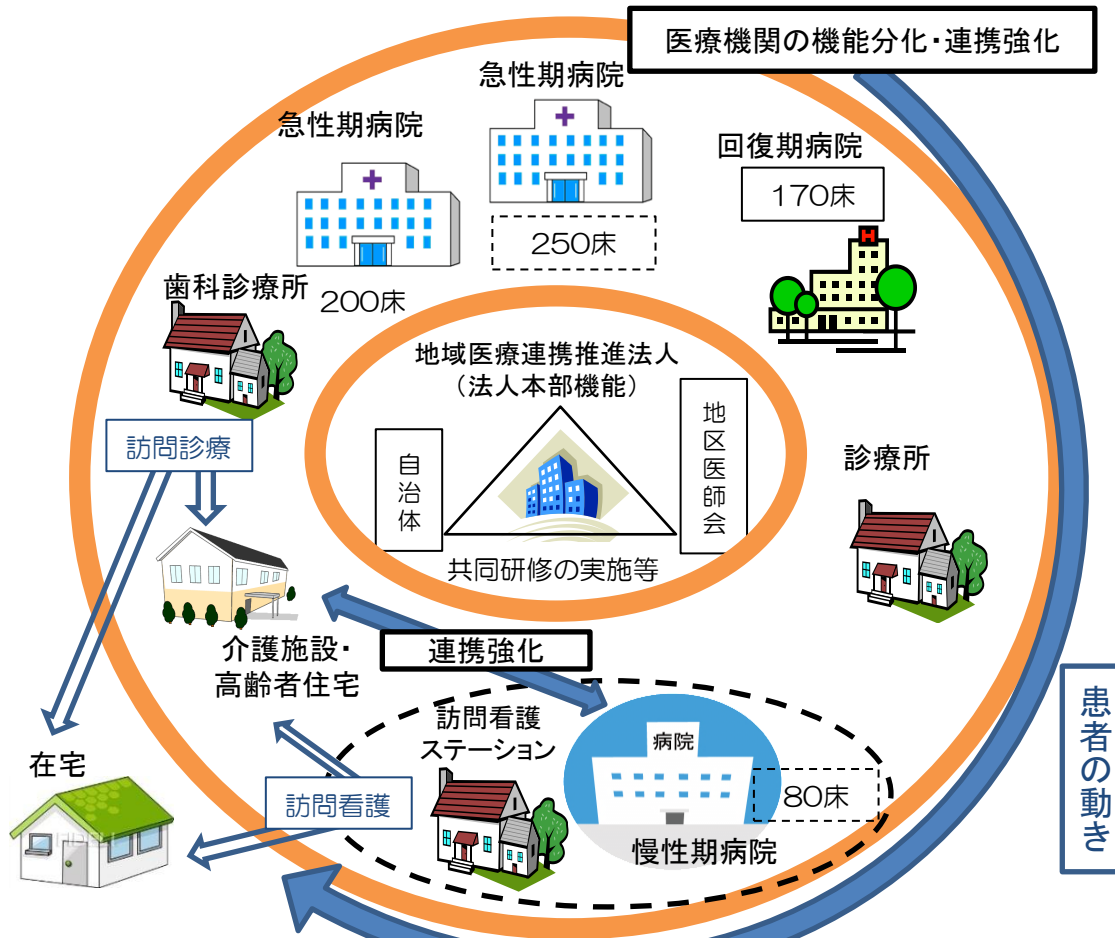 医療機関の機能分化・連携強化
急性期病院
急性期病院
回復期病院
170床
250床
200床
歯科診療所
地域医療連携推進法人
（法人本部機能）
自治体
地区医師会
共同研修の実施等
訪問診療
診療所
介護施設・
高齢者住宅
連携強化
訪問看護
ステーション
病院
80床
慢性期病院
在宅
訪問看護
患者の動き